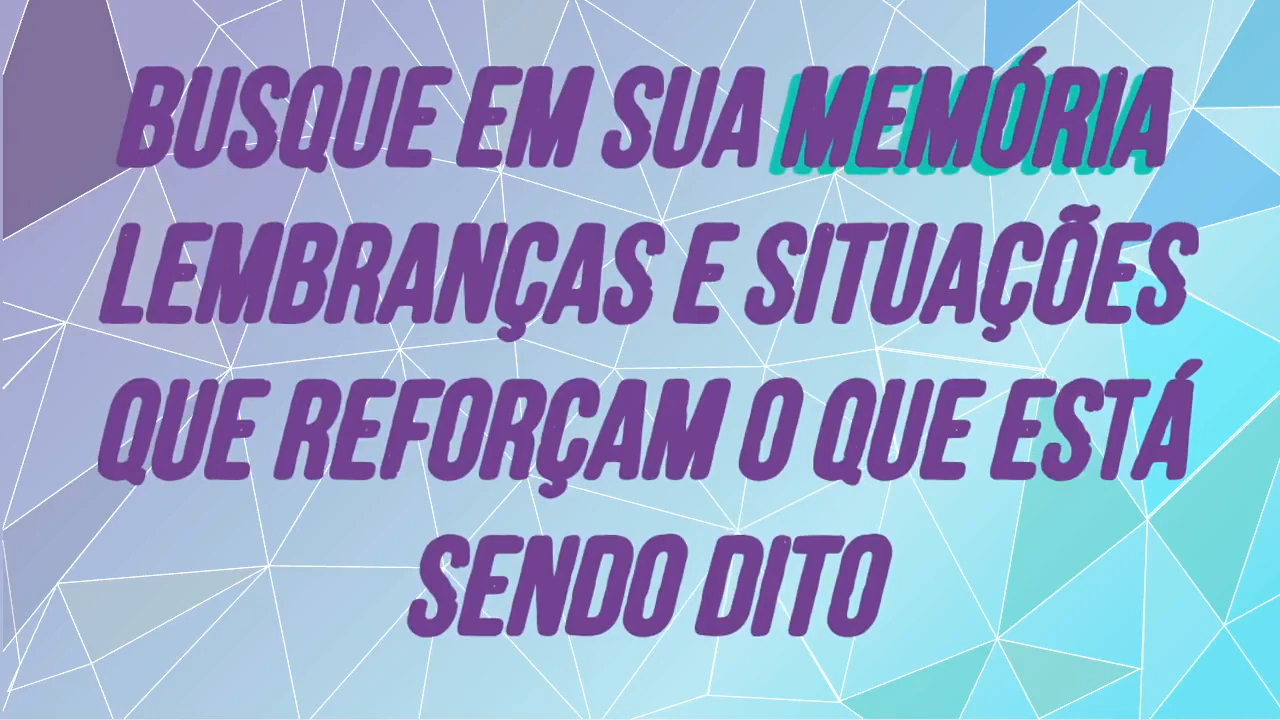 BUSQUE EM SUA MEMÓRIA
LEMBRANÇAS E SITUAÇÕES
QUE REFORÇAM O QUE ESTÁ
SENDO DITO